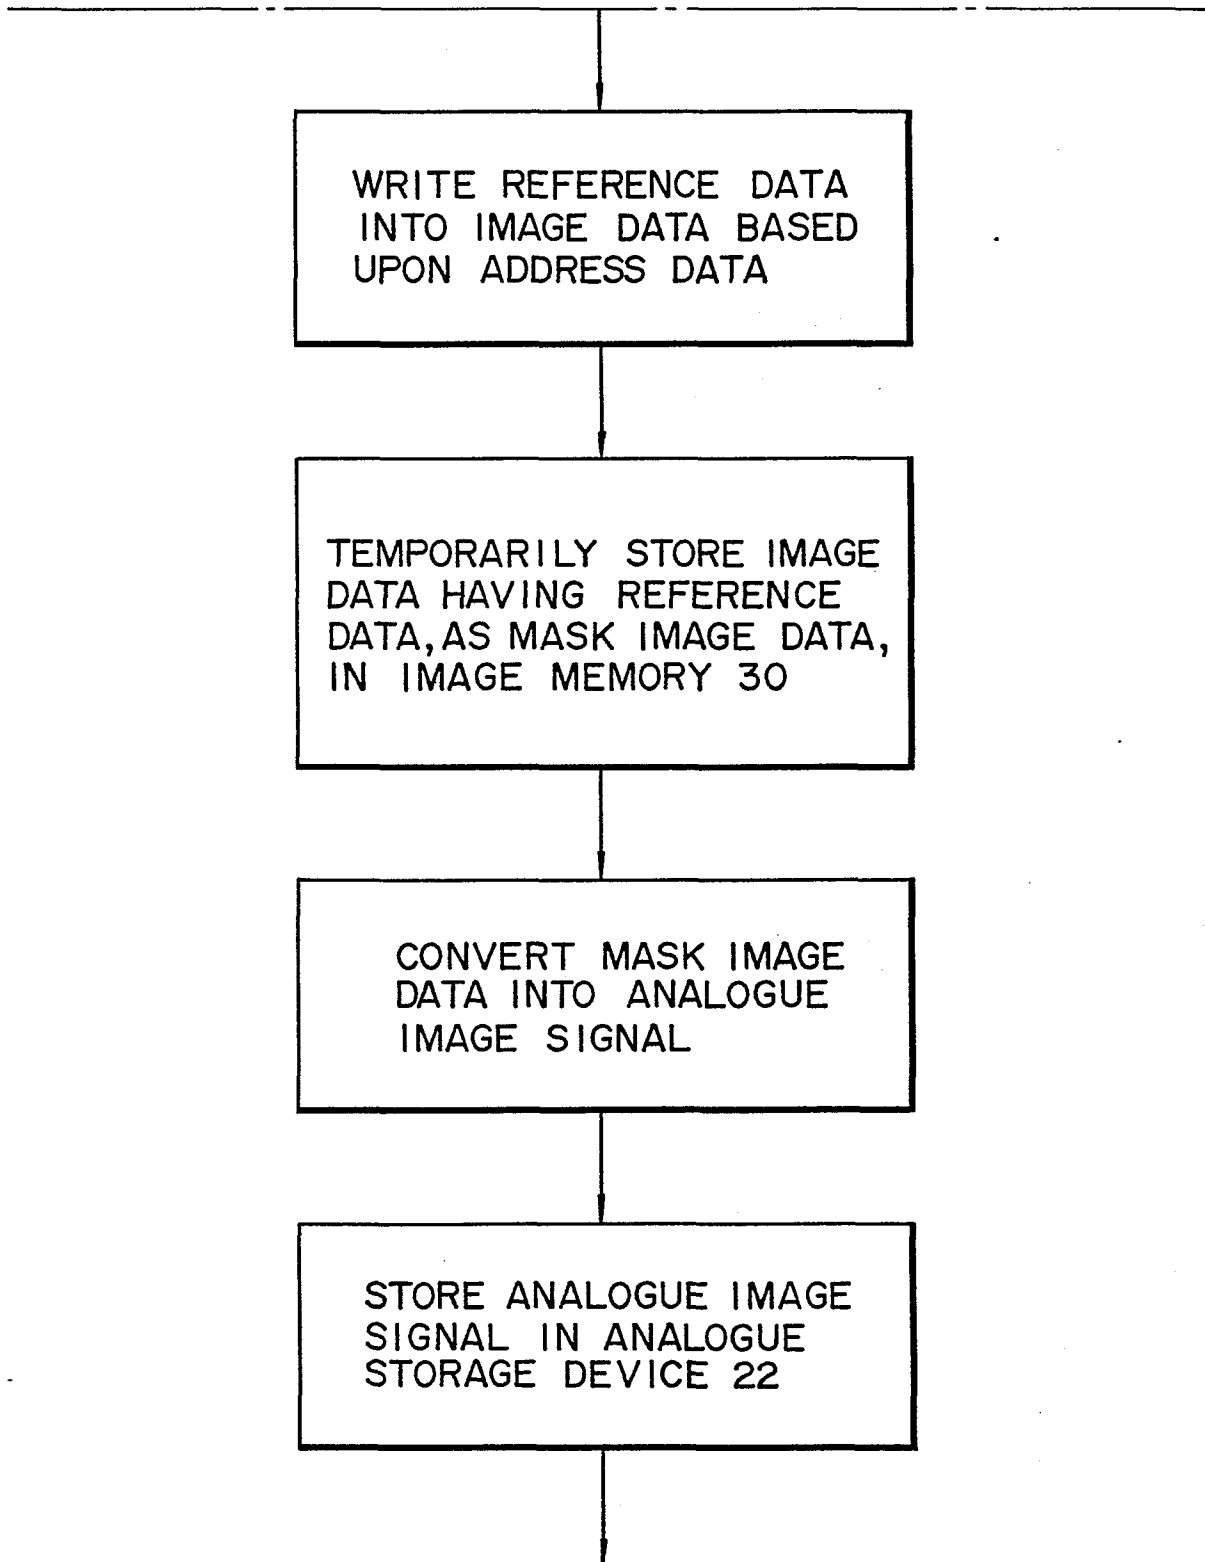 WRITE REFERENCE DATA
INTO IMAGE DATA BASED
UPON ADDRESS DATA
TEMPORARILY STORE IMAGE
DATA HAVING REFERENCE
DATA, AS MASK IMAGE DATA,
IN IMAGE MEMORY 30
CONVERT MASK IMAGE
DATA INTO ANALOGUE
IMAGE SIGNAL
STORE ANALOGUE IMAGE
SIGNAL IN ANALOGUE
STORAGE DEVICE 22